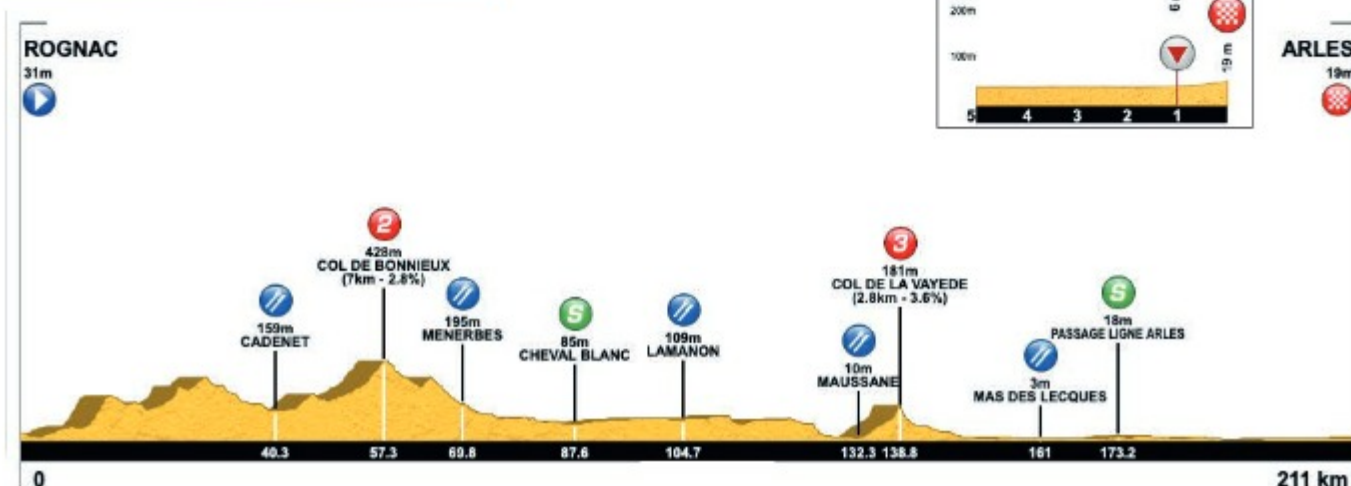 ROGNAC
31m
200m
100m
19 m
5 4 3 2 1
ARLES
19m
2
428m
COL DE BONNIEUX
(7km - 2.8%)
159m
CADENET
195m
MENERBES
S
85m
CHEVAL BLANC
109m
LAMANON
3
181m
COL DE LA VAYEDE
(2.8km - 3.6%)
10m
MAUSSANE
3m
MAS DES LECQUES
S
18m
PASSAGE LIGNE ARLES
40.3 57.3 69.8 87.6 104.7 132.3 138.8 161 173.2
0 211 km